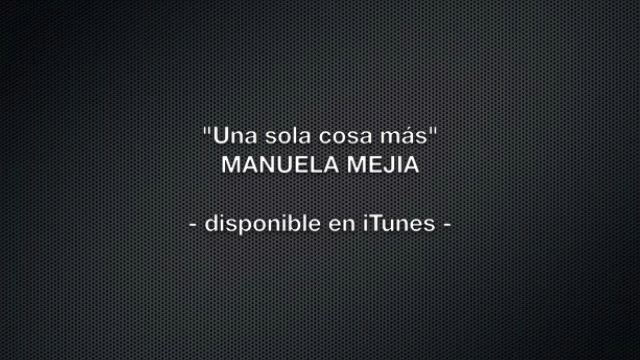 "Una sola cosa más"
MANUELA MEJIA
- disponible en iTunes -